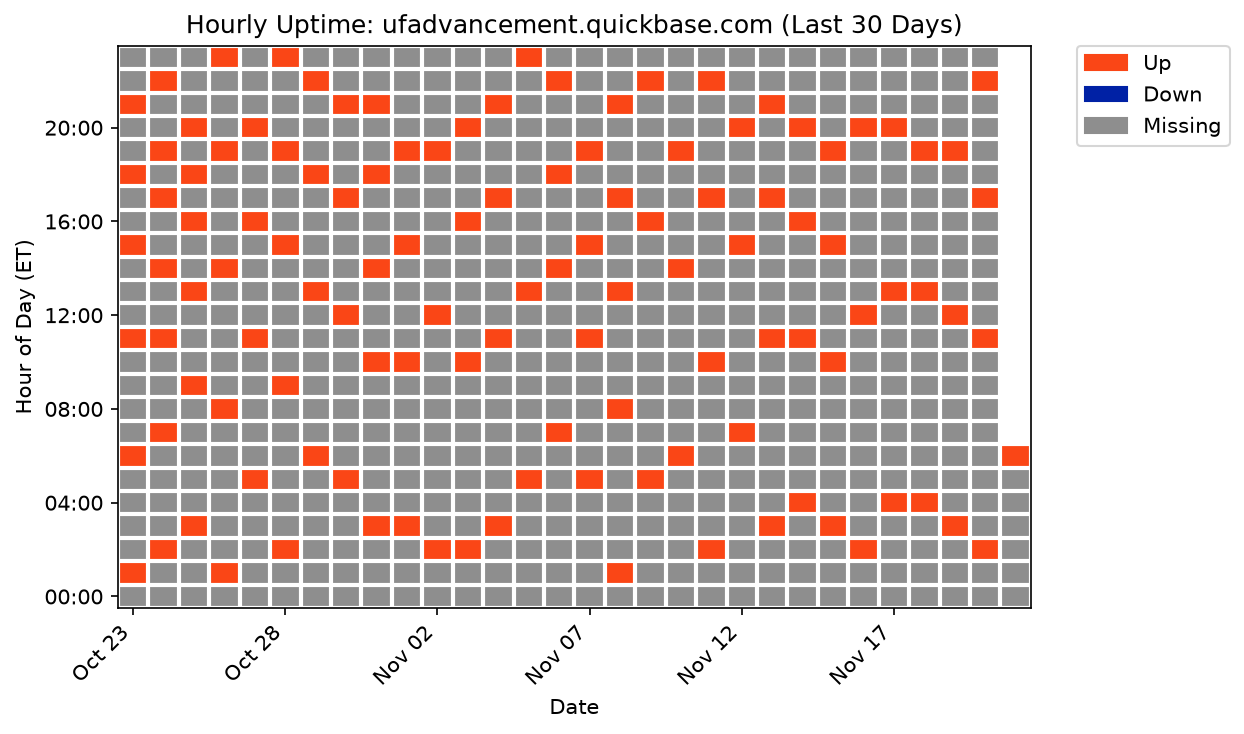 Hourly Uptime: ufadvancement.quickbase.com (Last 30 Days)
Up
Down
Missing
20:00
16:00
12:00
08:00
04:00
00:00
Hour of Day (ET)
Oct 23
Oct 28
Nov 02
Nov 07
Nov 12
Nov 17
Date